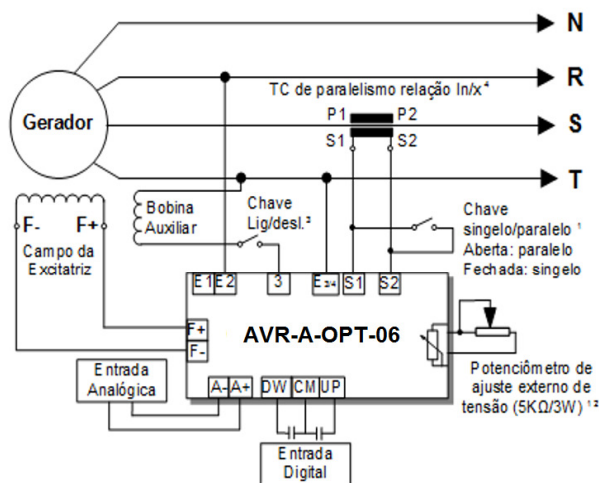 N
R
TC de paralelismo relação In/x⁴
P1 P2
Gerador
S
S1 S2
T
F- F+
Campo da
Excitatriz
Bobina
Auxiliar
Chave
Lig/desl.³
Chave
singelo/paralelo ¹
Aberta: paralelo
Fechada: singelo
E1 E2 3 E3/4 S1 S2
AVR-A-OPT-06
F+
F-
A- A+ DW CM UP
Entrada
Analógica
Entrada
Digital
Potenciômetro de
ajuste externo de
tensão (5KΩ/3W) ¹²